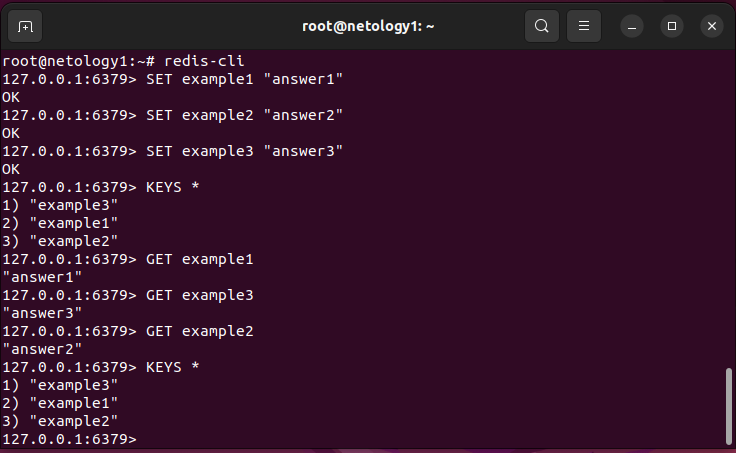 root@netology1: ~
root@netology1:~# redis-cli
127.0.0.1:6379> SET example1 "answer1"
OK
127.0.0.1:6379> SET example2 "answer2"
OK
127.0.0.1:6379> SET example3 "answer3"
OK
127.0.0.1:6379> KEYS *
1) "example3"
2) "example1"
3) "example2"
127.0.0.1:6379> GET example1
"answer1"
127.0.0.1:6379> GET example3
"answer3"
127.0.0.1:6379> GET example2
"answer2"
127.0.0.1:6379> KEYS *
1) "example3"
2) "example1"
3) "example2"
127.0.0.1:6379>